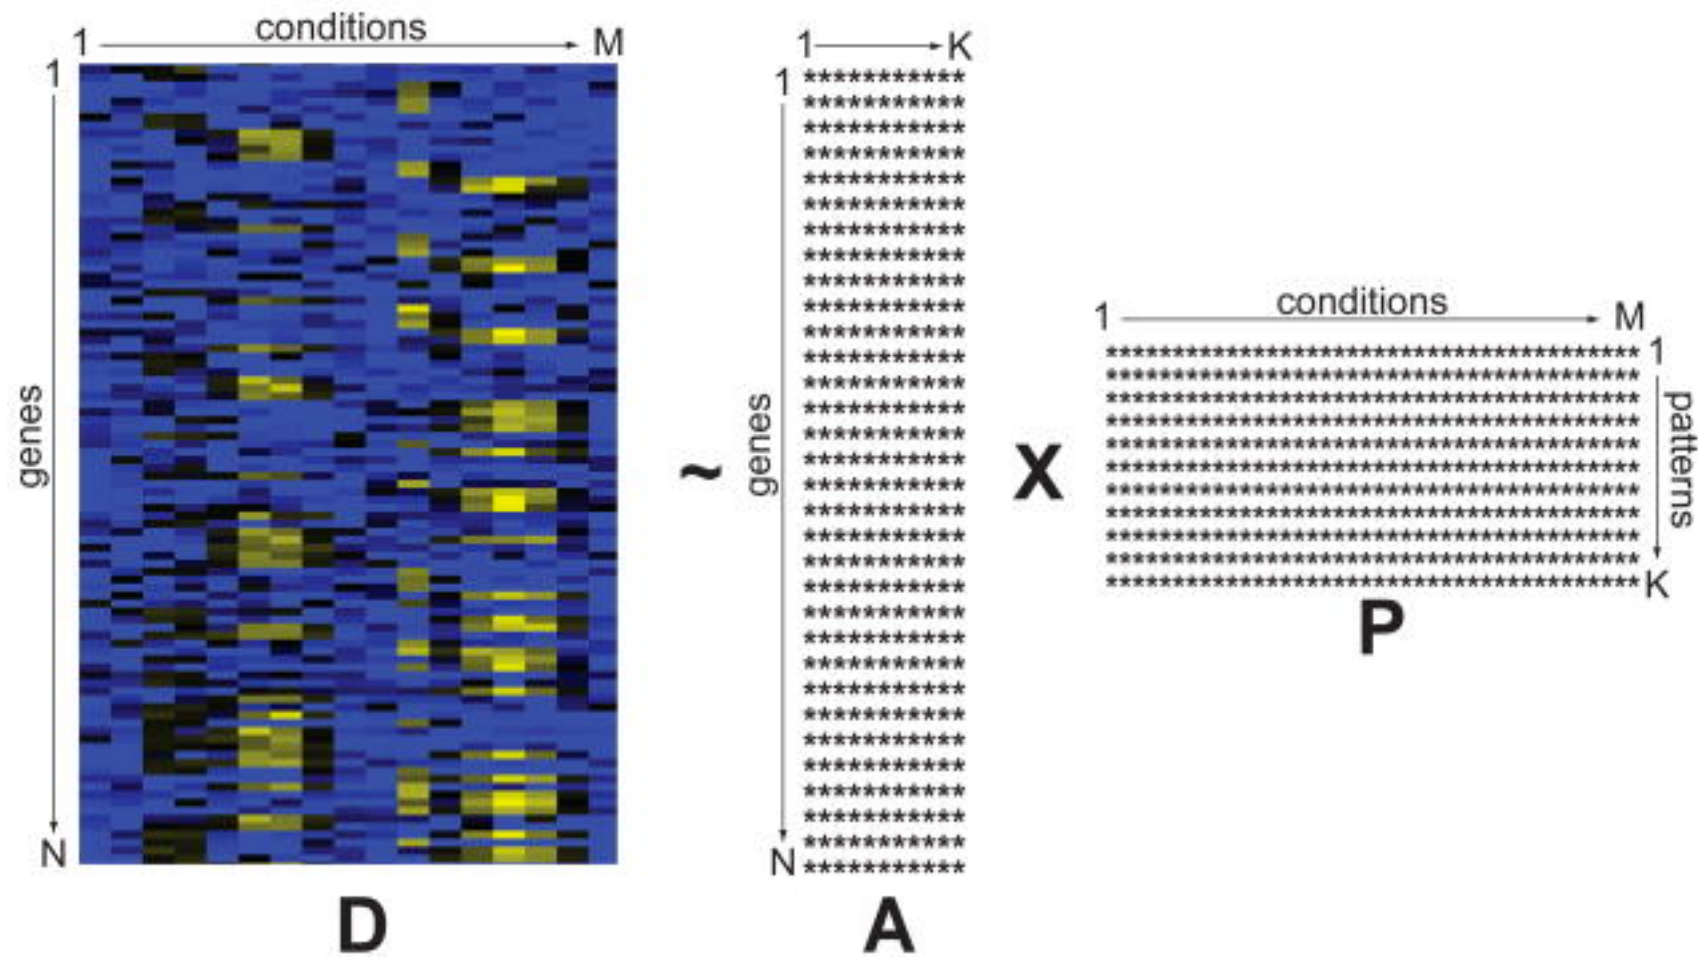 conditions
1 M
1
genes
N
D
~
1 K
1
genes
N
A
X
conditions
1 M
1
patterns
K
P